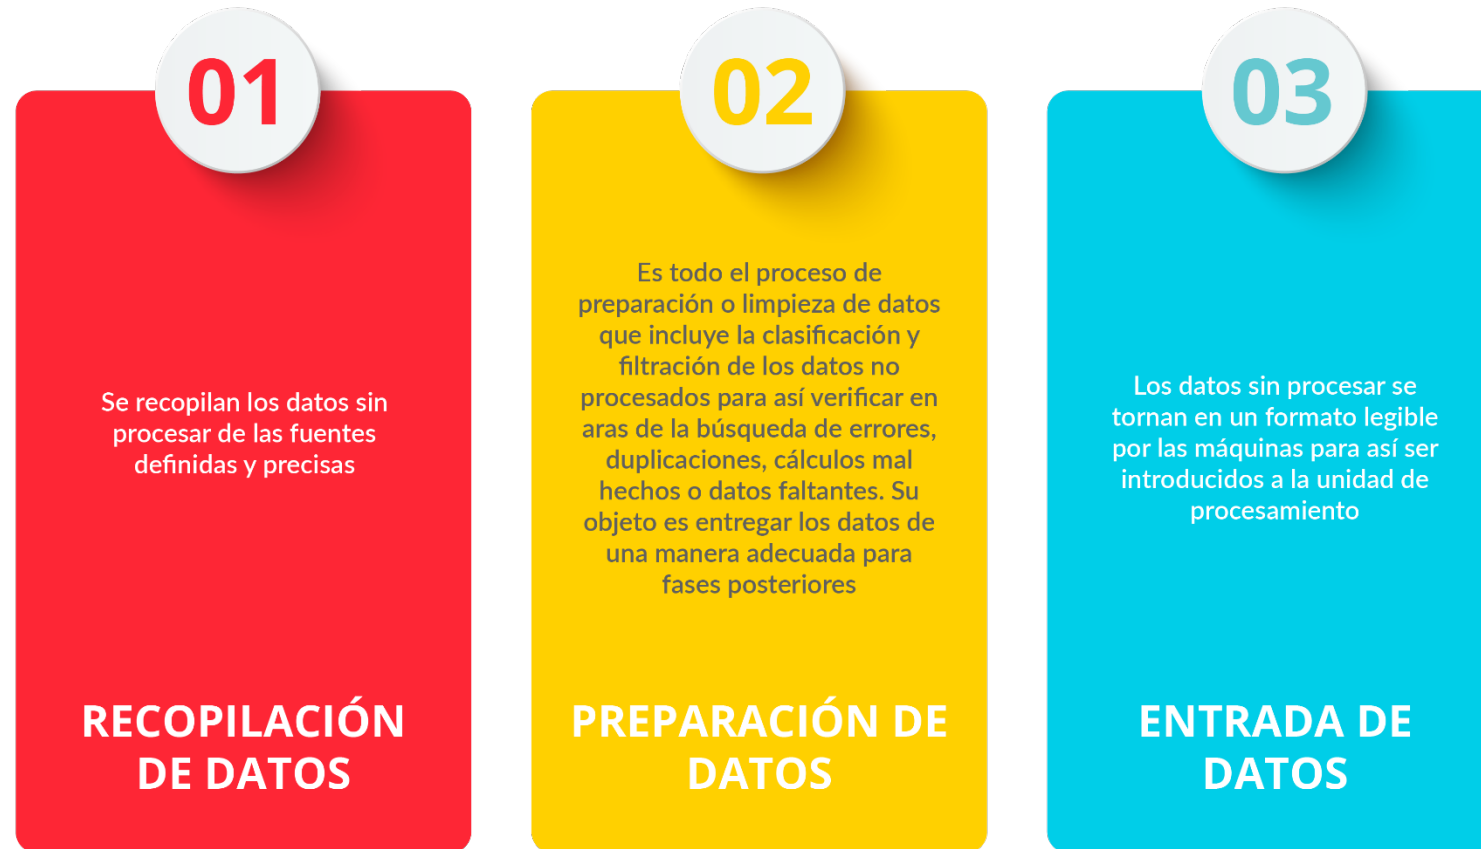 01
Se recopilan los datos sin
procesar de las fuentes
definidas y precisas
RECOPILACIÓN
DE DATOS
02
Es todo el proceso de
preparación o limpieza de datos
que incluye la clasificación y
filtración de los datos no
procesados para así verificar en
aras de la búsqueda de errores,
duplicaciones, cálculos mal
hechos o datos faltantes. Su
objeto es entregar los datos de
una manera adecuada para
fases posteriores
PREPARACIÓN DE
DATOS
03
Los datos sin procesar se
tornan en un formato legible
por las máquinas para así ser
introducidos a la unidad de
procesamiento
ENTRADA DE
DATOS